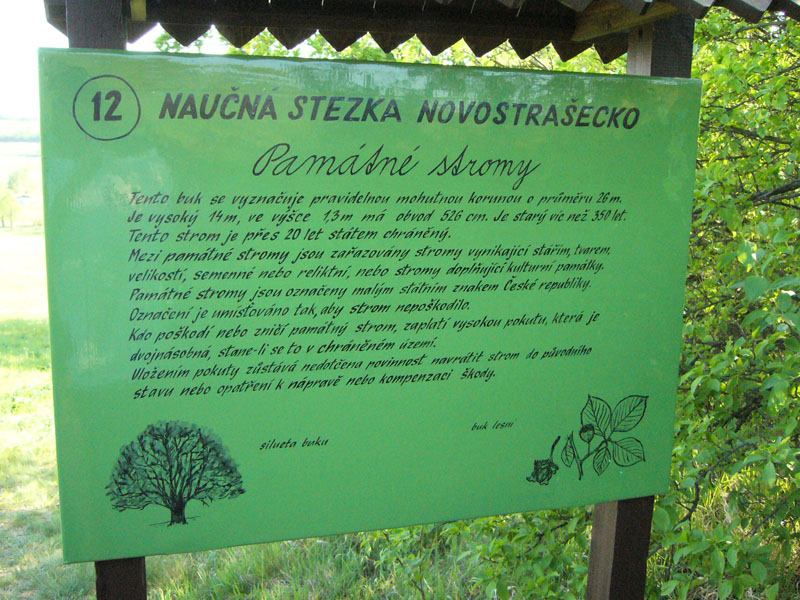 12 NAUČNÁ STEZKA NOVOSTRAŠECKO
Památné stromy
Tento buk se vyznačuje pravidelnou mohutnou korunou o průměru 26 m.
Je vysoký 14 m, ve výšce 1,3 m má obvod 526 cm. Je starý víc než 350 let.
Tento strom je přes 20 let státem chráněný.
Mezi památné stromy jsou zařazovány stromy vynikající stářím, tvarem,
velikostí, semenné nebo reliktní, nebo stromy doplňující kulturní památky.
Památné stromy jsou označeny malým státním znakem České republiky.
Označení je umisťováno tak, aby strom nepoškodilo.
Kdo poškodí nebo zničí památný strom, zaplatí vysokou pokutu, která je
dvojnásobná, stane-li se to v chráněném území.
Uložením pokuty zůstává nedotčena povinnost navrátit strom do původního
stavu nebo opatření k nápravě nebo kompenzaci škody.
silueta buku
buk lesní